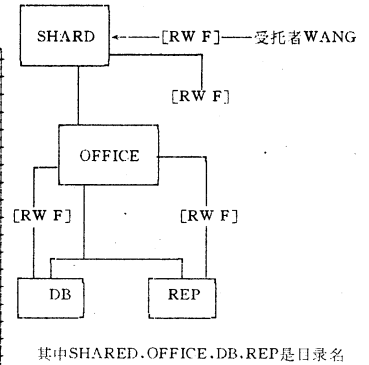 SHARD [RW F] 受托者WANG
[RW F]
OFFICE
[RW F] [RW F]
DB REP
其中SHARED.OFFICE.DB.REP是目录名